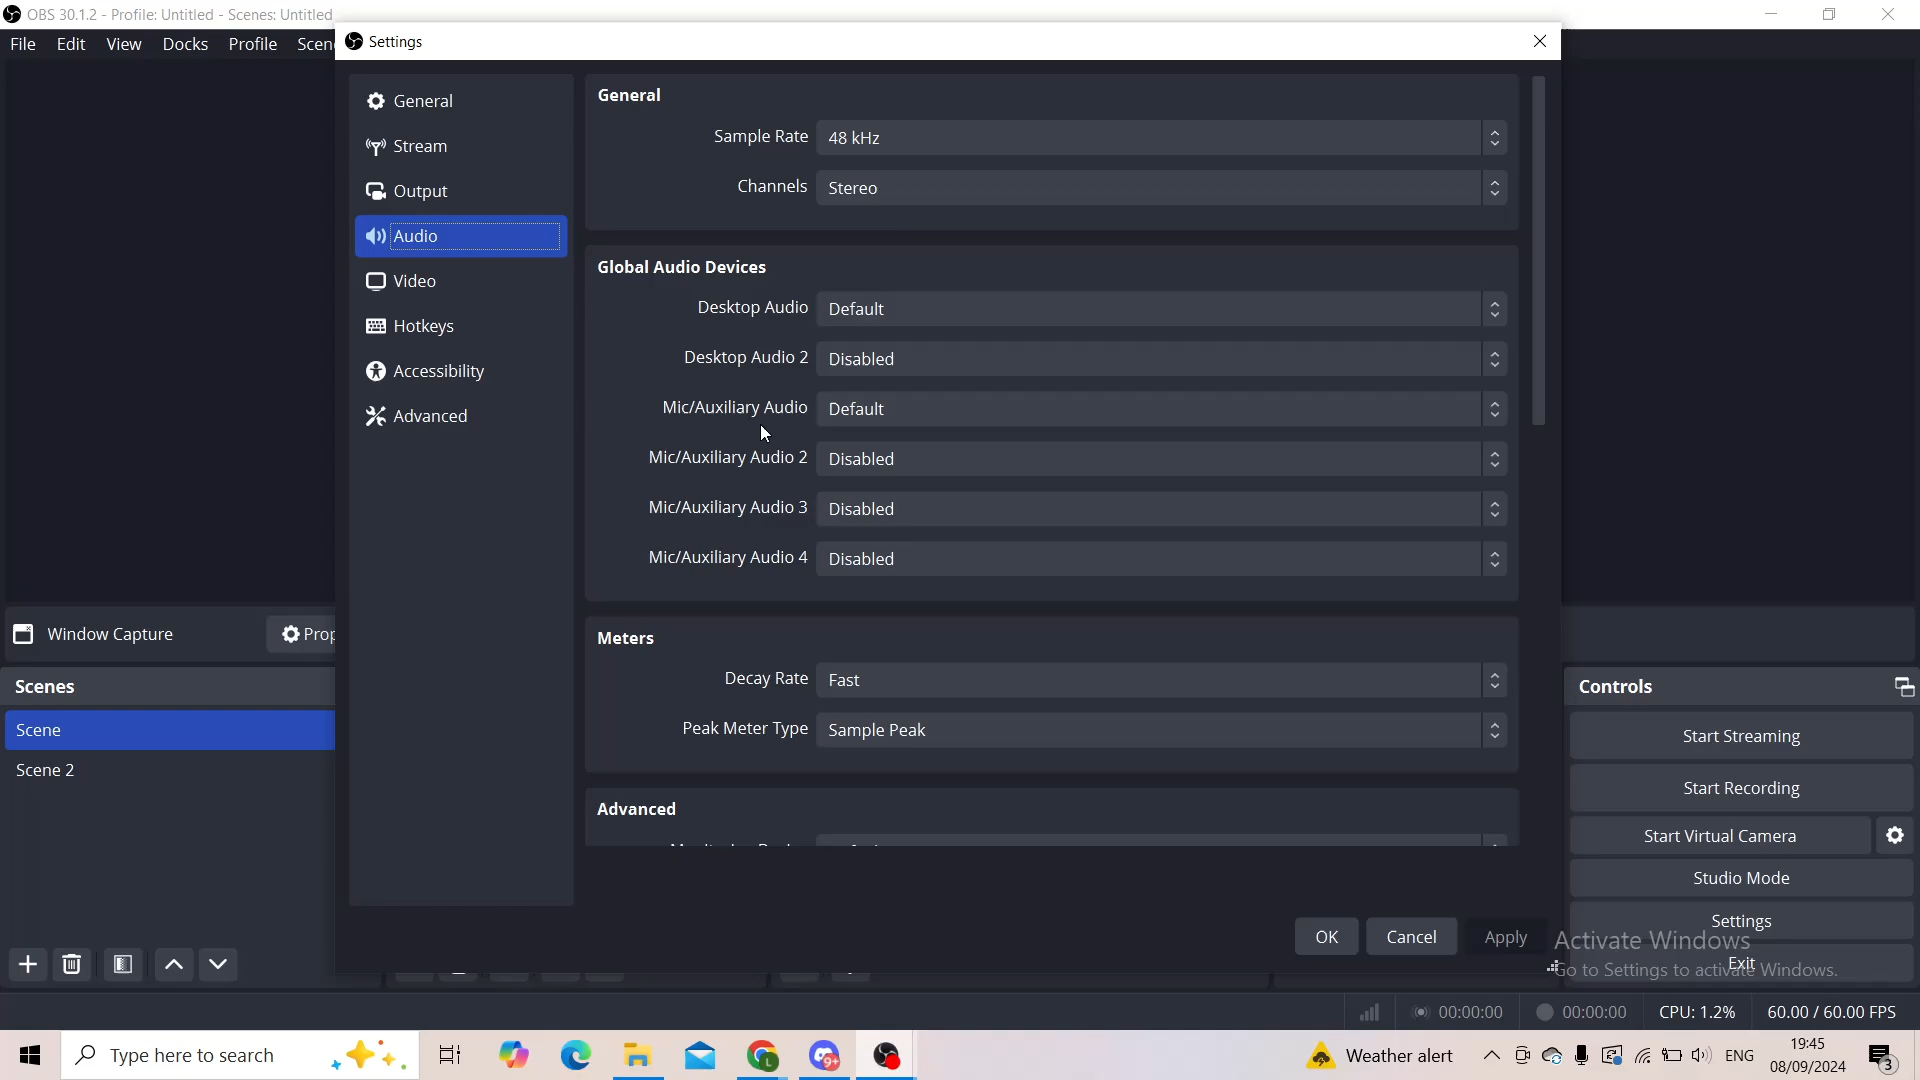 OBS 30.1.2 - Profile: Untitled - Scenes: Untitled
File Edit View Docks Profile Scen
Settings
General
Stream
Output
Audio
Video
Hotkeys
Accessibility
Advanced
General
Sample Rate 48 kHz
Channels Stereo
Global Audio Devices
Desktop Audio Default
Desktop Audio 2 Disabled
Mic/Auxiliary Audio Default
Mic/Auxiliary Audio 2 Disabled
Mic/Auxiliary Audio 3 Disabled
Mic/Auxiliary Audio 4 Disabled
Meters
Decay Rate Fast
Peak Meter Type Sample Peak
Advanced
OK Cancel Apply
Window Capture Prop
Scenes
Scene
Scene 2
Controls
Start Streaming
Start Recording
Start Virtual Camera
Studio Mode
Settings
Exit
Activate Windows
Go to Settings to activate Windows.
00:00:00 00:00:00 CPU: 1.2% 60.00 / 60.00 FPS
Type here to search
9+
Weather alert
ENG
19:45
08/09/2024
3